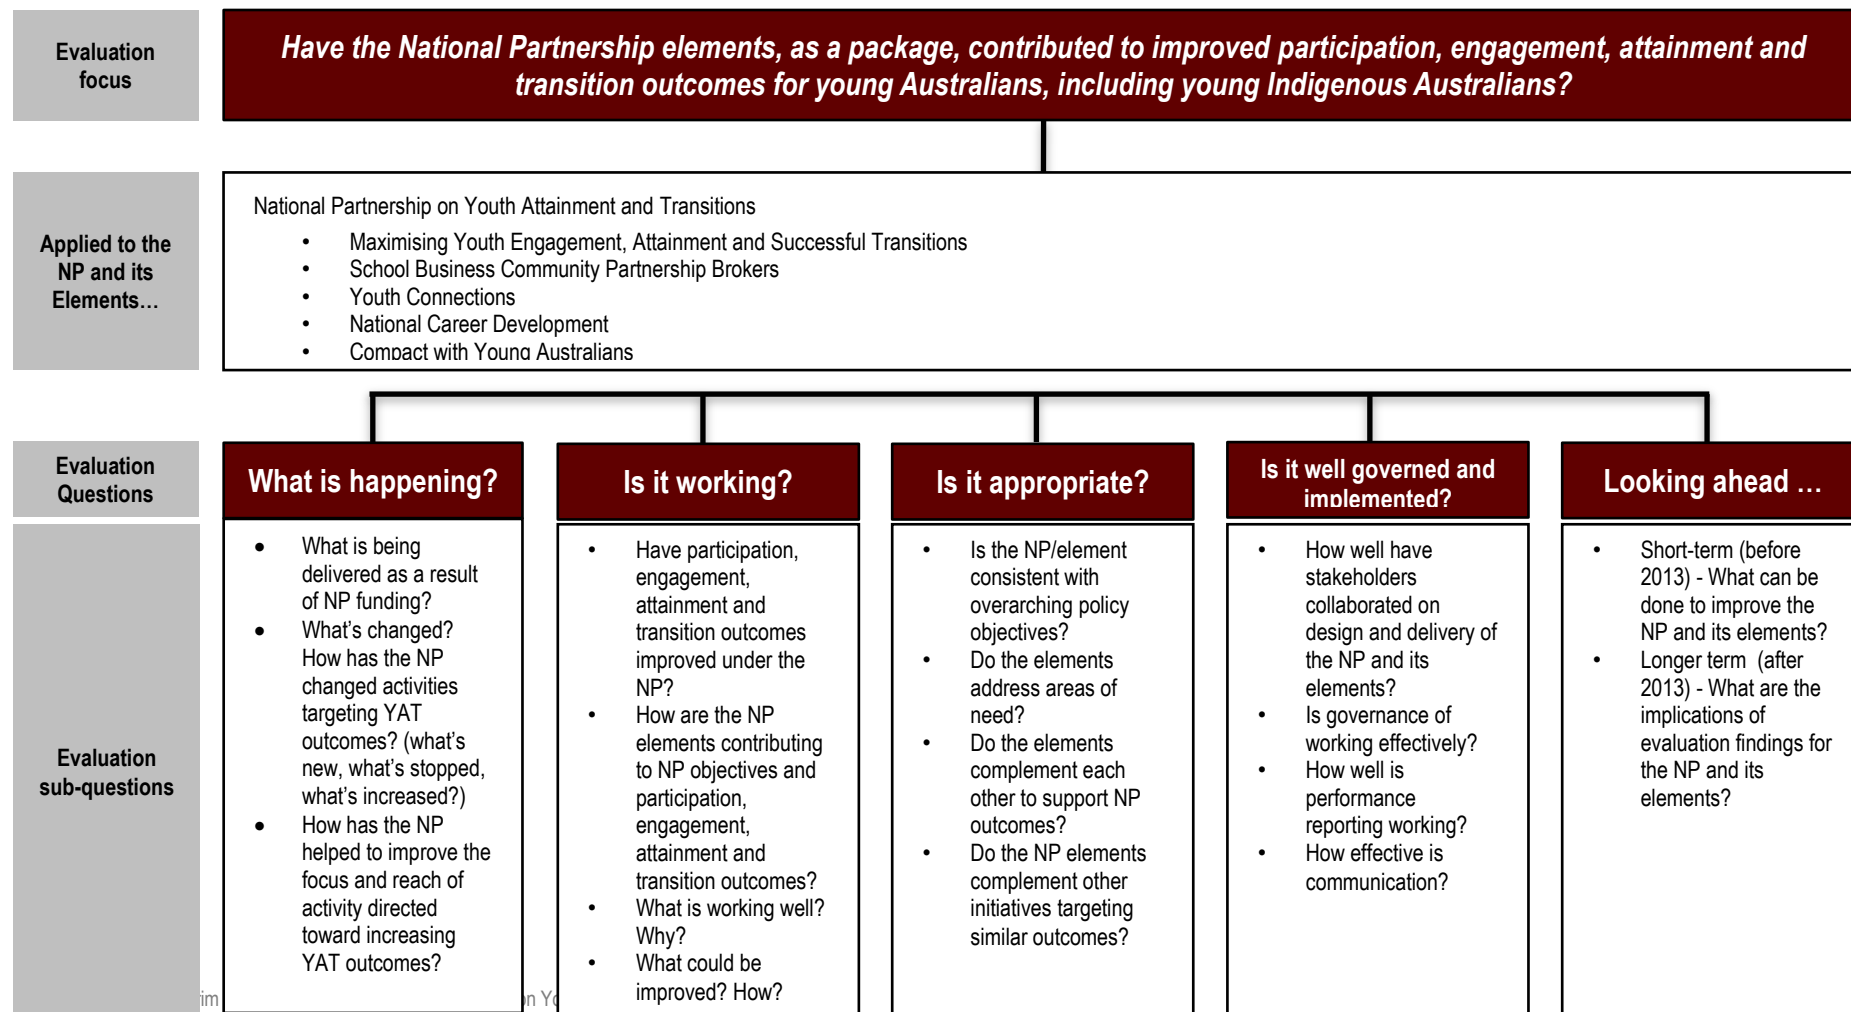 Evaluation
focus
Have the National Partnership elements, as a package, contributed to improved participation, engagement, attainment and
transition outcomes for young Australians, including young Indigenous Australians?
Applied to the
NP and its
Elements…
National Partnership on Youth Attainment and Transitions
• Maximising Youth Engagement, Attainment and Successful Transitions
• School Business Community Partnership Brokers
• Youth Connections
• National Career Development
• Compact with Young Australians
Evaluation
Questions
What is happening?
Is it working?
Is it appropriate?
Is it well governed and
implemented?
Looking ahead …
Evaluation
sub-questions
• What is being
delivered as a result
of NP funding?
• What’s changed?
How has the NP
changed activities
targeting YAT
outcomes? (what’s
new, what’s stopped,
what’s increased?)
• How has the NP
helped to improve the
focus and reach of
activity directed
toward increasing
YAT outcomes?
• Have participation,
engagement,
attainment and
transition outcomes
improved under the
NP?
• How are the NP
elements contributing
to NP objectives and
participation,
engagement,
attainment and
transition outcomes?
• What is working well?
Why?
• What could be
improved? How?
• Is the NP/element
consistent with
overarching policy
objectives?
• Do the elements
address areas of
need?
• Do the elements
complement each
other to support NP
outcomes?
• Do the NP elements
complement other
initiatives targeting
similar outcomes?
• How well have
stakeholders
collaborated on
design and delivery of
the NP and its
elements?
• Is governance of
working effectively?
• How well is
performance
reporting working?
• How effective is
communication?
• Short-term (before
2013) - What can be
done to improve the
NP and its elements?
• Longer term (after
2013) - What are the
implications of
evaluation findings for
the NP and its
elements?